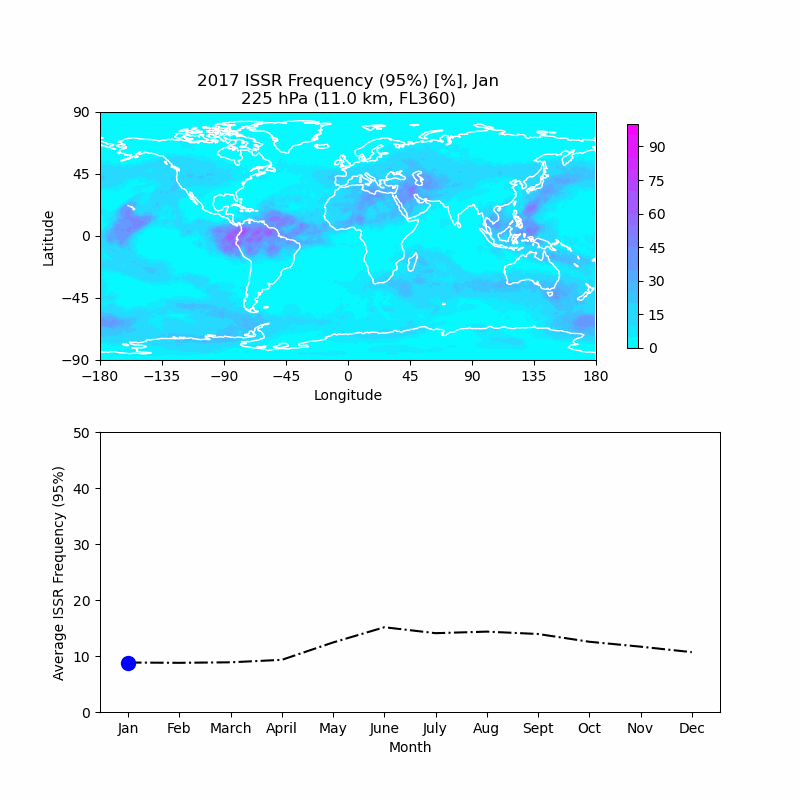 2017 ISSR Frequency (95%) [%], Jan
225 hPa (11.0 km, FL360)
90
45
0
−45
−90
Latitude
−180 −135 −90 −45 0 45 90 135 180
Longitude
90
75
60
45
30
15
0
50
40
30
20
10
0
Average ISSR Frequency (95%)
Jan Feb March April May June July Aug Sept Oct Nov Dec
Month